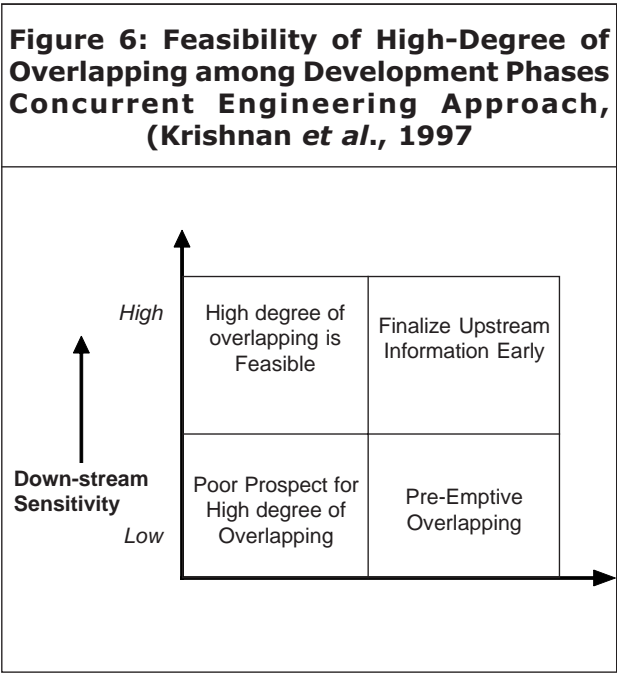 Figure 6: Feasibility of High-Degree of
Overlapping among Development Phases
Concurrent Engineering Approach,
(Krishnan et al., 1997
High
High degree of
overlapping is
Feasible
Finalize Upstream
Information Early
Down-stream
Sensitivity
Low
Poor Prospect for
High degree of
Overlapping
Pre-Emptive
Overlapping